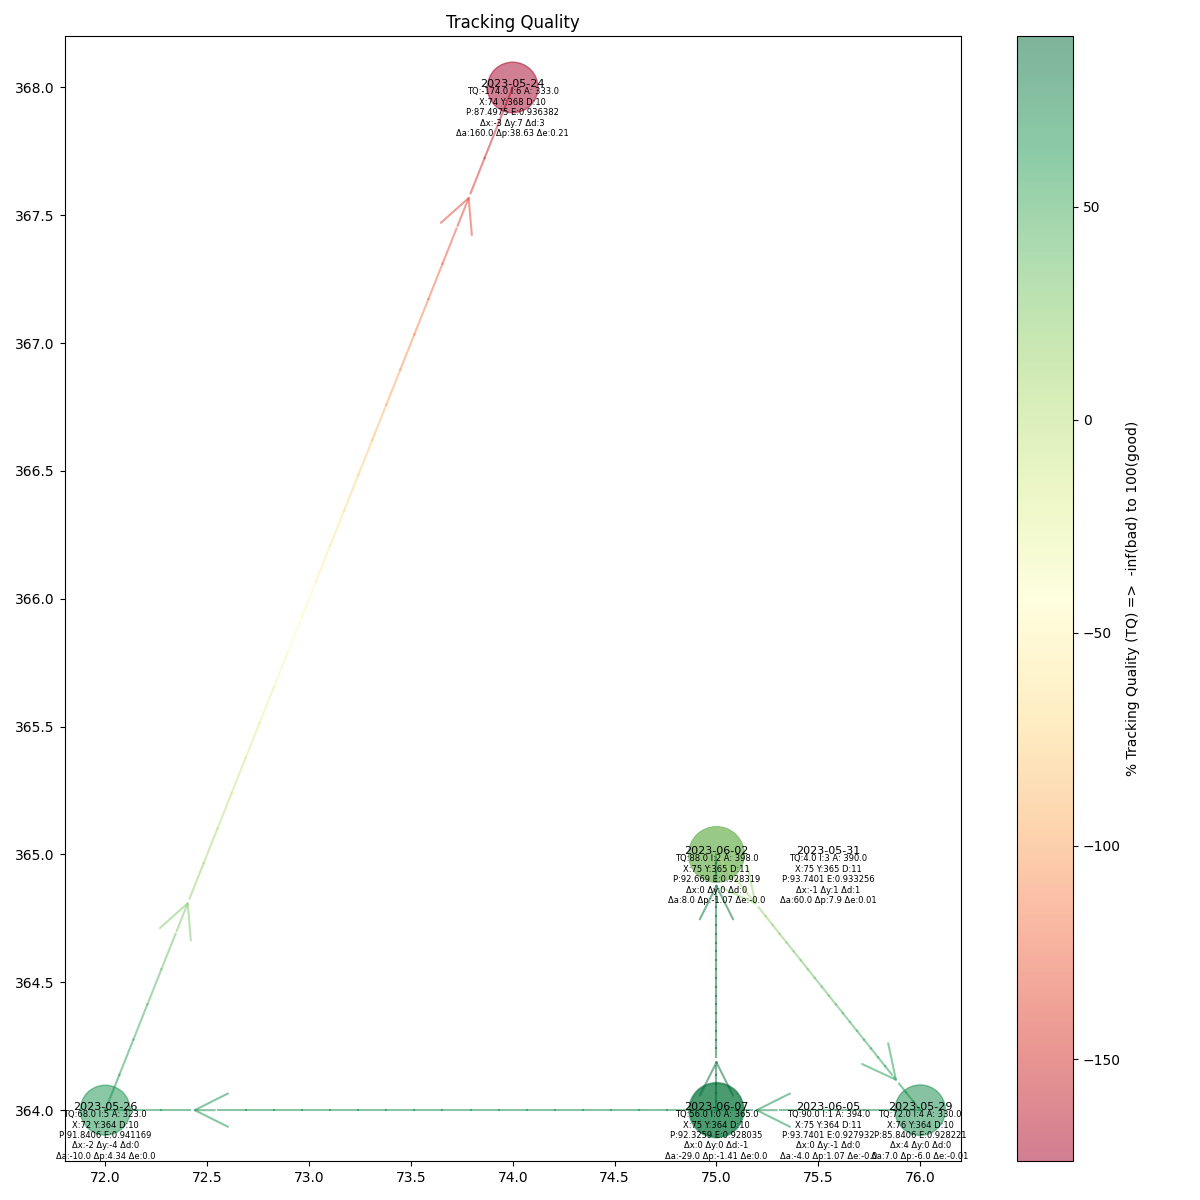 Tracking Quality
368.0
367.5
367.0
366.5
366.0
365.5
365.0
364.5
364.0
2023-05-24
TQ:-174.0 I:6 A: 333.0
X:74 Y:368 D:10
P:87.4975 E:0.936382
Δx:-3 Δy:7 Δd:3
Δa:160.0 Δp:38.63 Δe:0.21
2023-06-02
TQ:88.0 I:2 A: 398.0
X:75 Y:365 D:11
P:92.669 E:0.928319
Δx:0 Δy:0 Δd:0
Δa:8.0 Δp:-1.07 Δe:-0.0
2023-05-31
TQ:4.0 I:3 A: 390.0
X:75 Y:365 D:11
P:93.7401 E:0.933256
Δx:-1 Δy:1 Δd:1
Δa:60.0 Δp:7.9 Δe:0.01
2023-05-26
TQ:68.0 I:5 A: 323.0
X:72 Y:364 D:10
P:91.8406 E:0.941169
Δx:-2 Δy:-4 Δd:0
Δa:-10.0 Δp:4.34 Δe:0.0
2023-06-07
TQ:56.0 I:0 A: 365.0
X:75 Y:364 D:10
P:92.3259 E:0.928035
Δx:0 Δy:0 Δd:-1
Δa:-29.0 Δp:-1.41 Δe:0.0
2023-06-05
TQ:90.0 I:1 A: 394.0
X:75 Y:364 D:11
P:93.7401 E:0.927932
Δx:0 Δy:-1 Δd:0
Δa:-4.0 Δp:1.07 Δe:-0.0
2023-05-29
TQ:72.0 I:4 A: 330.0
X:76 Y:364 D:10
P:85.8406 E:0.928221
Δx:4 Δy:0 Δd:0
Δa:7.0 Δp:-6.0 Δe:-0.01
72.0
72.5
73.0
73.5
74.0
74.5
75.0
75.5
76.0
50
0
−50
−100
−150
% Tracking Quality (TQ) => -inf(bad) to 100(good)